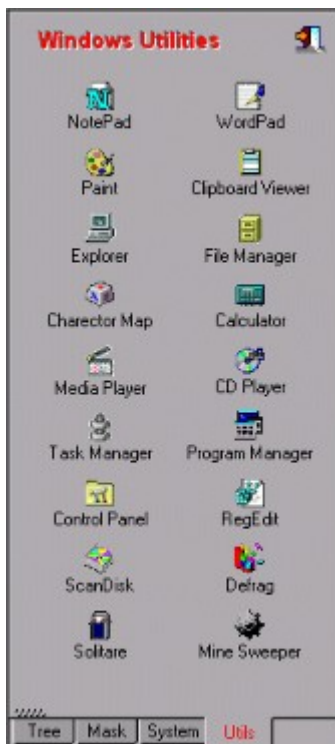 Windows Utilities
NotePad WordPad
Paint Clipboard Viewer
Explorer File Manager
Charector Map Calculator
Media Player CD Player
Task Manager Program Manager
Control Panel RegEdit
ScanDisk Defrag
Solitare Mine Sweeper
Tree Mask System Utils